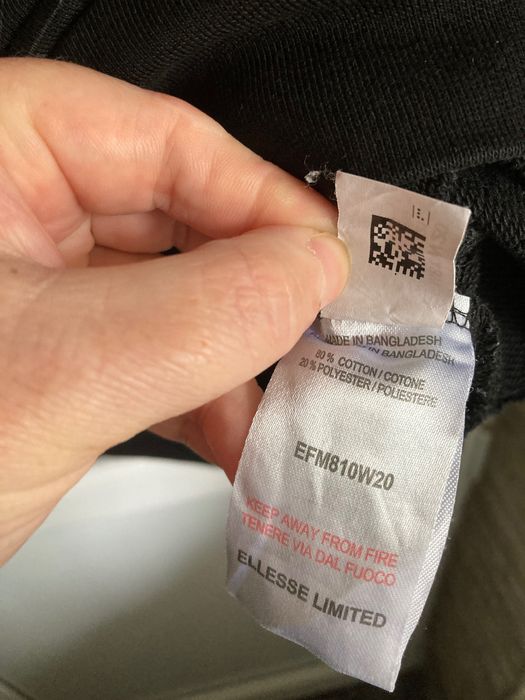 MADE IN BANGLADESH
IN BANGLADESH
80 % COTTON / COTONE
20 % POLYESTER / POLIESTERE
EFM810W20
KEEP AWAY FROM FIRE
TENERE VIA DAL FUOCO
ELLESSE LIMITED